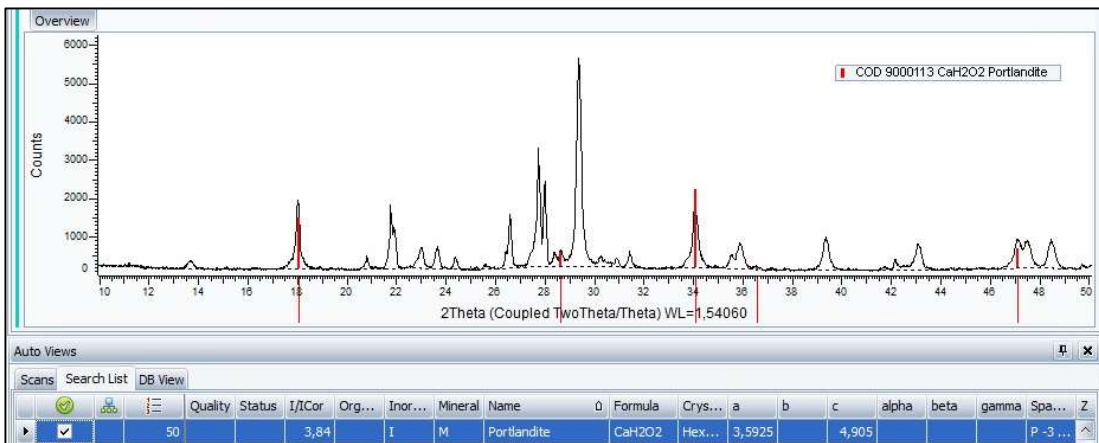 Overview
6000
5000
4000
3000
2000
1000
0
Counts
COD 9000113 CaH2O2 Portlandite
10 12 14 16 18 20 22 24 26 28 30 32 34 36 38 40 42 44 46 48 50
2Theta (Coupled TwoTheta/Theta) WL=1,54060
Auto Views
Scans Search List DB View
Quality Status I/ICor Org... Inor... Mineral Name Formula Crys... a b c alpha beta gamma Spa... Z
50 3,84 I M Portlandite CaH2O2 Hex... 3,5925 4,905 P -3 ...